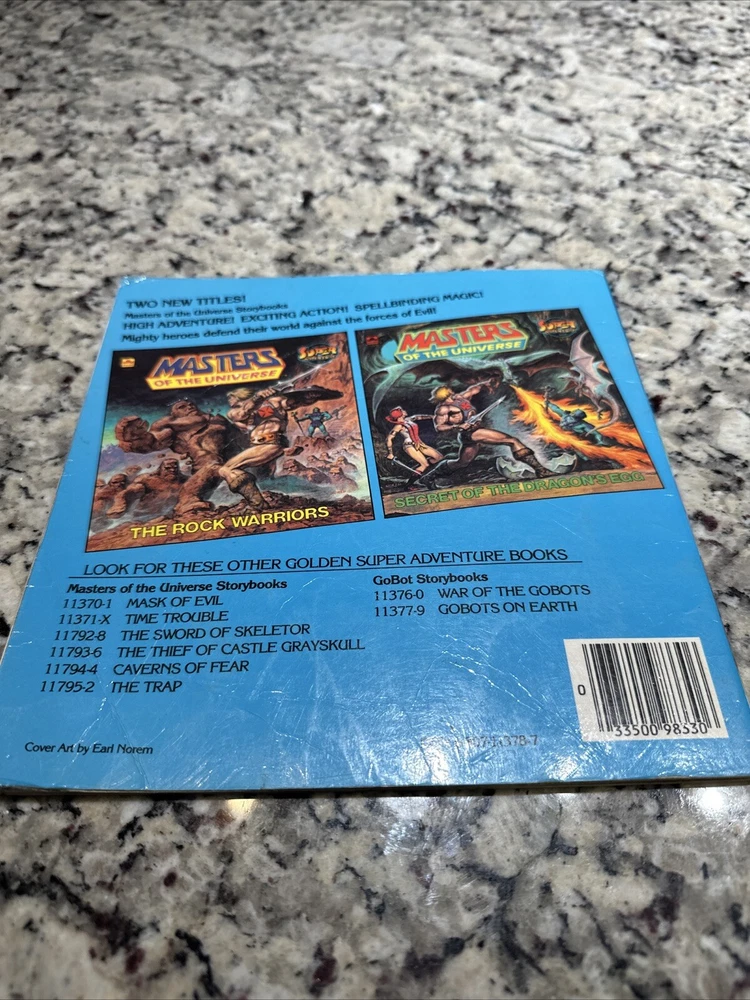 TWO NEW TITLES!
Masters of the Universe Storybooks
HIGH ADVENTURE! EXCITING ACTION! SPELLBINDING MAGIC!
Mighty heroes defend their world against the forces of Evil!
MASTERS
OF THE UNIVERSE
SUPER
THE ROCK WARRIORS
MASTERS
OF THE UNIVERSE
SUPER
SECRET OF THE DRAGON'S EGG
LOOK FOR THESE OTHER GOLDEN SUPER ADVENTURE BOOKS
Masters of the Universe Storybooks
11370-1 MASK OF EVIL
11371-X TIME TROUBLE
11792-8 THE SWORD OF SKELETOR
11793-6 THE THIEF OF CASTLE GRAYSKULL
11794-4 CAVERNS OF FEAR
11795-2 THE TRAP
GoBot Storybooks
11376-0 WAR OF THE GOBOTS
11377-9 GOBOTS ON EARTH
0 33500 98530
Cover Art by Earl Norem